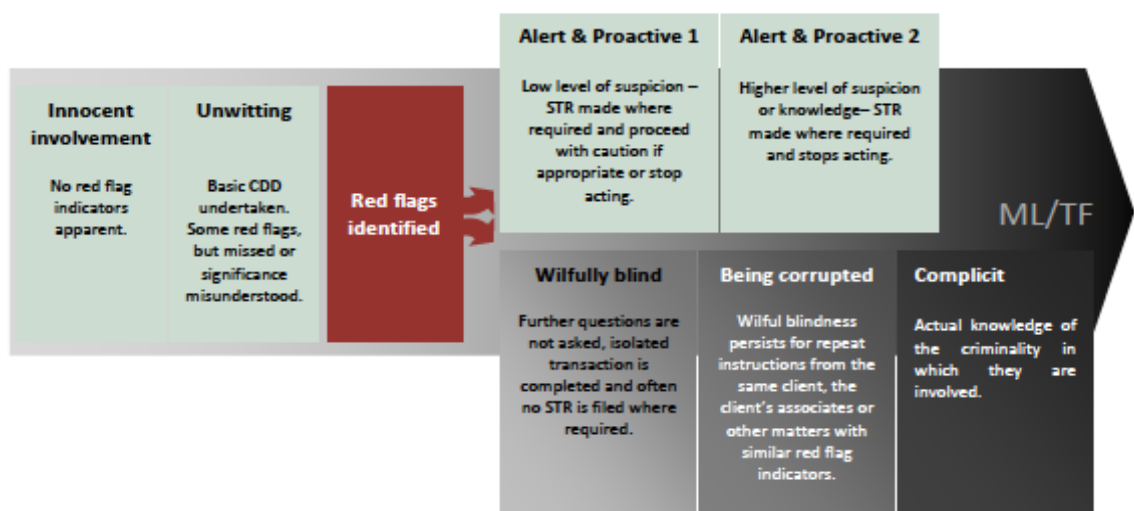 Innocent
involvement
No red flag
indicators
apparent.
Unwitting
Basic CDD
undertaken.
Some red flags,
but missed or
significance
misunderstood.
Red flags
identified
Alert & Proactive 1
Low level of suspicion –
STR made where
required and proceed
with caution if
appropriate or stop
acting.
Alert & Proactive 2
Higher level of suspicion
or knowledge– STR
made where required
and stops acting.
ML/TF
Wilfully blind
Further questions are
not asked, isolated
transaction is
completed and often
no STR is filed where
required.
Being corrupted
Wilful blindness
persists for repeat
instructions from the
same client, the
client's associates or
other matters with
similar red flag
indicators.
Complicit
Actual knowledge of
the criminality in
which they are
involved.